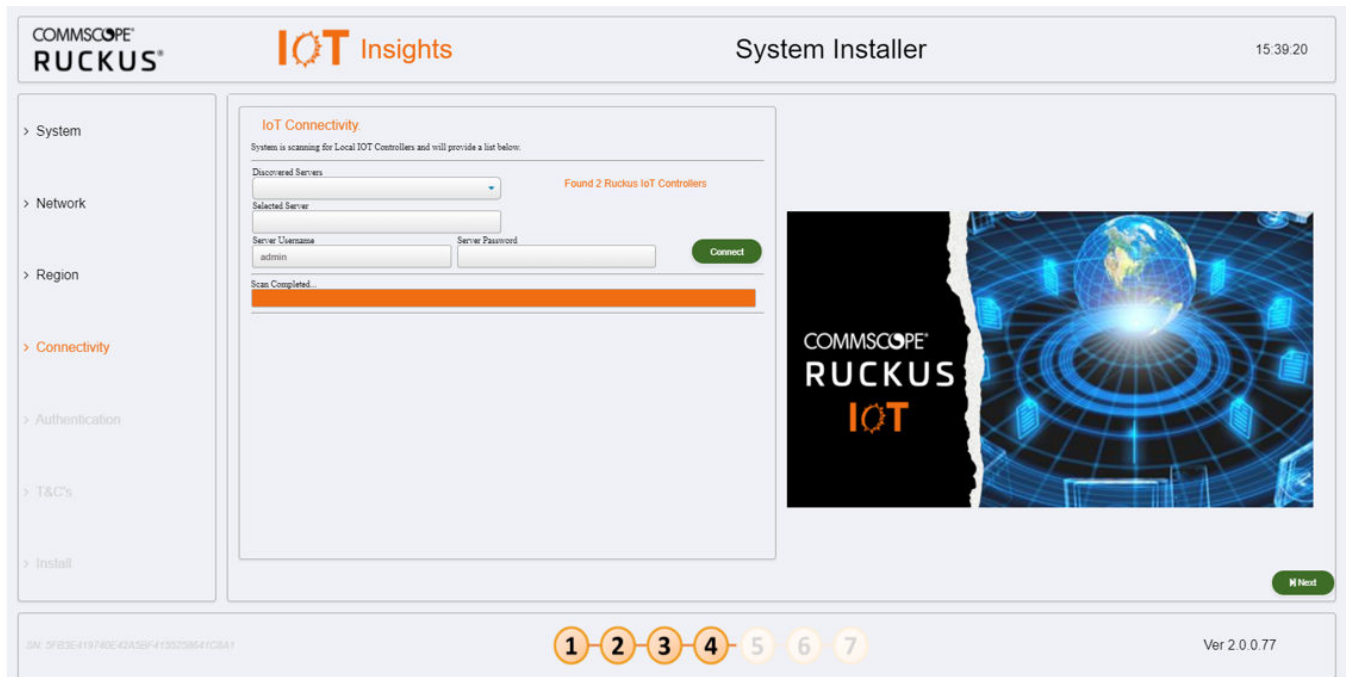 COMMSCOPE®
RUCKUS®
IOT Insights
System Installer
15:39:20
> System
> Network
> Region
> Connectivity
> Authentication
> T&C's
> Install
IoT Connectivity.
System is scanning for Local IOT Controllers and will provide a list below.
Discovered Servers
Found 2 Ruckus IoT Controllers
Selected Server
Server Username
Server Password
admin
Connect
Scan Completed...
COMMSCOPE®
RUCKUS
IOT
Next
SN:
1 2 3 4 5 6 7
Ver 2.0.0.77